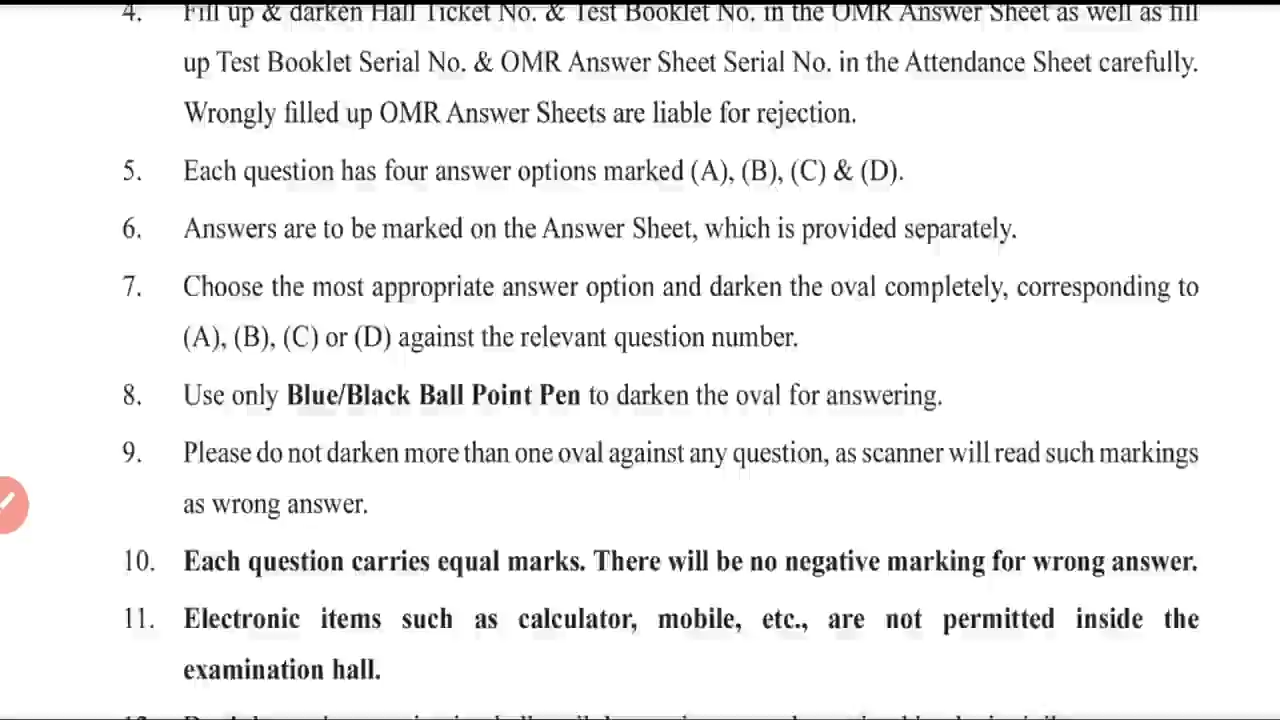 4. Fill up & darken Hall Ticket No. & Test Booklet No. in the OMR Answer Sheet as well as fill
up Test Booklet Serial No. & OMR Answer Sheet Serial No. in the Attendance Sheet carefully.
Wrongly filled up OMR Answer Sheets are liable for rejection.
5. Each question has four answer options marked (A), (B), (C) & (D).
6. Answers are to be marked on the Answer Sheet, which is provided separately.
7. Choose the most appropriate answer option and darken the oval completely, corresponding to
(A), (B), (C) or (D) against the relevant question number.
8. Use only Blue/Black Ball Point Pen to darken the oval for answering.
9. Please do not darken more than one oval against any question, as scanner will read such markings
as wrong answer.
10. Each question carries equal marks. There will be no negative marking for wrong answer.
11. Electronic items such as calculator, mobile, etc., are not permitted inside the
examination hall.